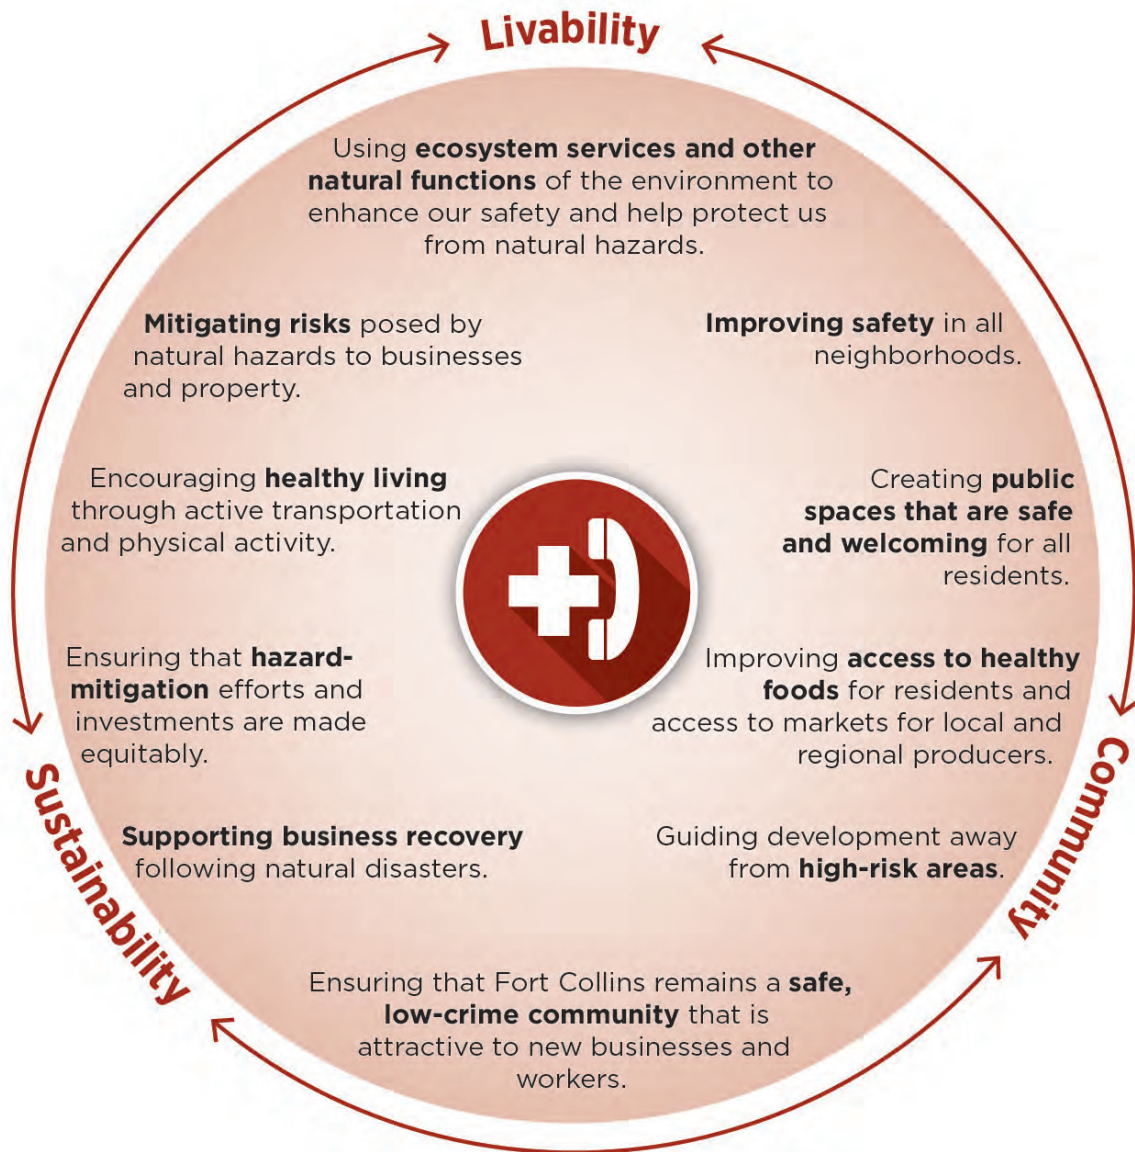 Livability
Using ecosystem services and other
natural functions of the environment to
enhance our safety and help protect us
from natural hazards.
Mitigating risks posed by
natural hazards to businesses
and property.
Improving safety in all
neighborhoods.
Encouraging healthy living
through active transportation
and physical activity.
Creating public
spaces that are safe
and welcoming for all
residents.
Ensuring that hazard-
mitigation efforts and
investments are made
equitably.
Improving access to healthy
foods for residents and
access to markets for local and
regional producers.
Supporting business recovery
following natural disasters.
Guiding development away
from high-risk areas.
Ensuring that Fort Collins remains a safe,
low-crime community that is
attractive to new businesses and
workers.
Sustainability
Community